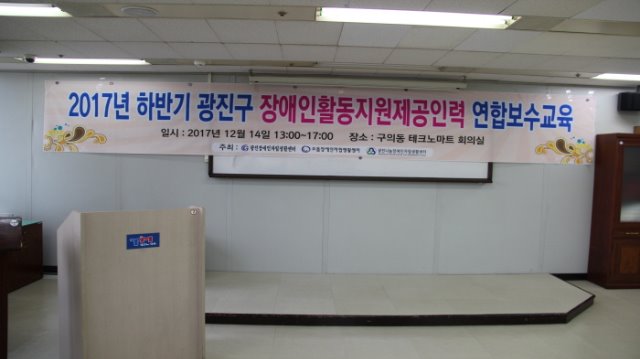 2017년 하반기 광진구 장애인활동지원제공인력 연합보수교육
일시 : 2017년 12월 14일 13:00~17:00 장소 : 구의동 테크노마트 회의실
주최 :